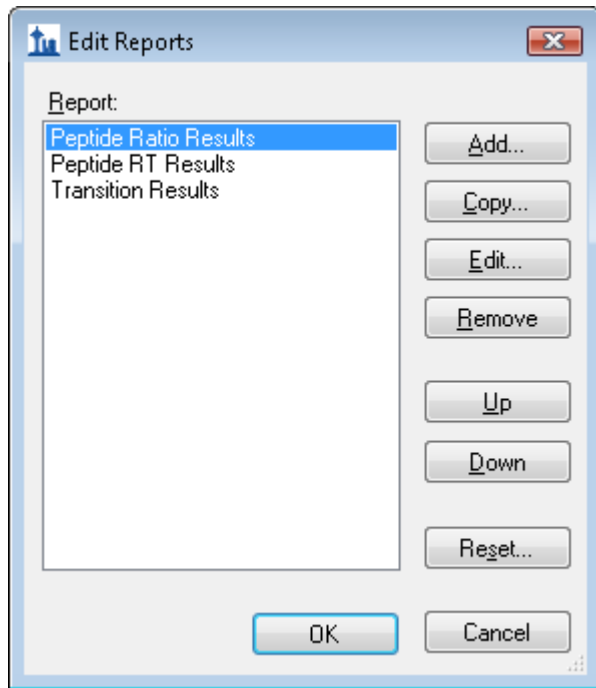 Edit Reports
Report:
Peptide Ratio Results
Peptide RT Results
Transition Results
Add...
Copy...
Edit...
Remove
Up
Down
Reset...
OK
Cancel